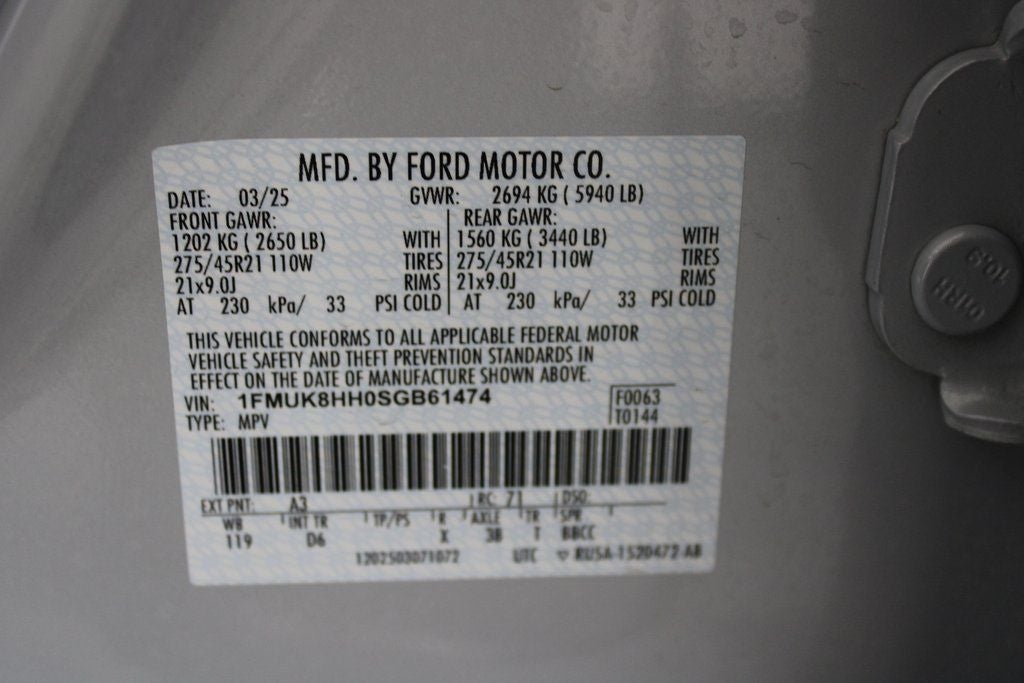 MFD. BY FORD MOTOR CO.
DATE: 03/25 GVWR: 2694 KG ( 5940 LB)
FRONT GAWR: REAR GAWR:
1202 KG ( 2650 LB) WITH 1560 KG ( 3440 LB) WITH
275/45R21 110W TIRES 275/45R21 110W TIRES
21x9.0J RIMS 21x9.0J RIMS
AT 230 kPa/ 33 PSI COLD AT 230 kPa/ 33 PSI COLD
THIS VEHICLE CONFORMS TO ALL APPLICABLE FEDERAL MOTOR
VEHICLE SAFETY AND THEFT PREVENTION STANDARDS IN
EFFECT ON THE DATE OF MANUFACTURE SHOWN ABOVE.
VIN: 1FMUK8HH0SGB61474 F0063
TYPE: MPV T0144
EXT PNT: A3 RC: 71 DSO:
WB INT TR TP/PS R AXLE TR SPR
119 D6 X 3B T BBCC
1202503071072 UTC RUSA-1520472-AB
10.9